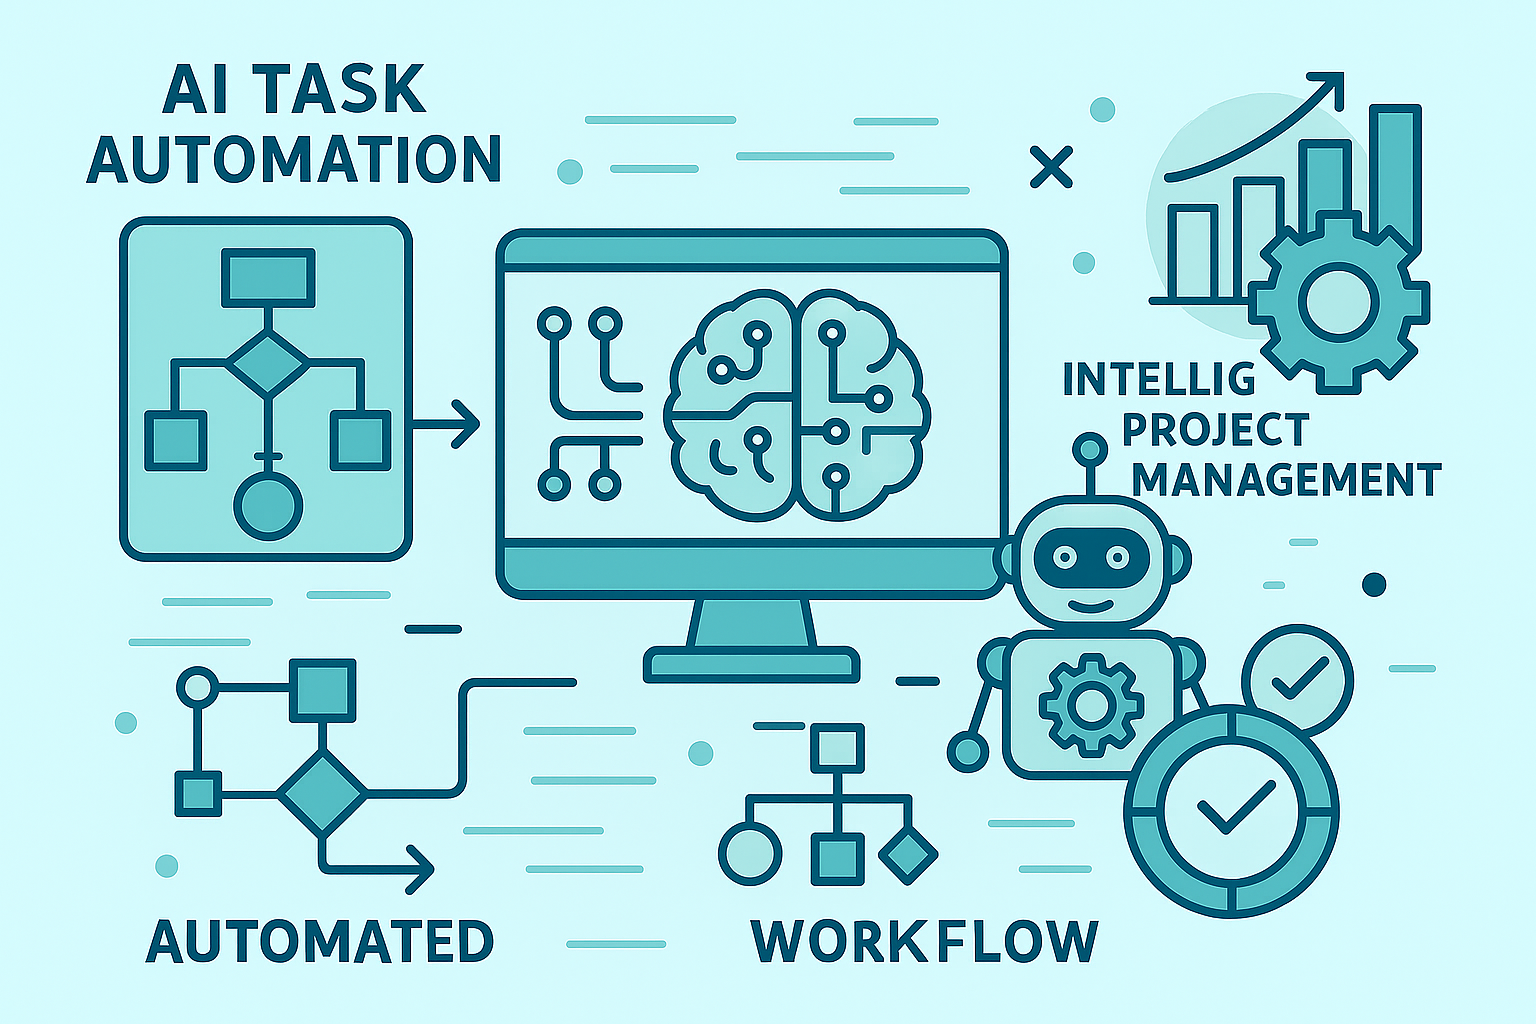 AI TASK
AUTOMATION
INTELLIG
PROJECT
MANAGEMENT
AUTOMATED
WORKFLOW